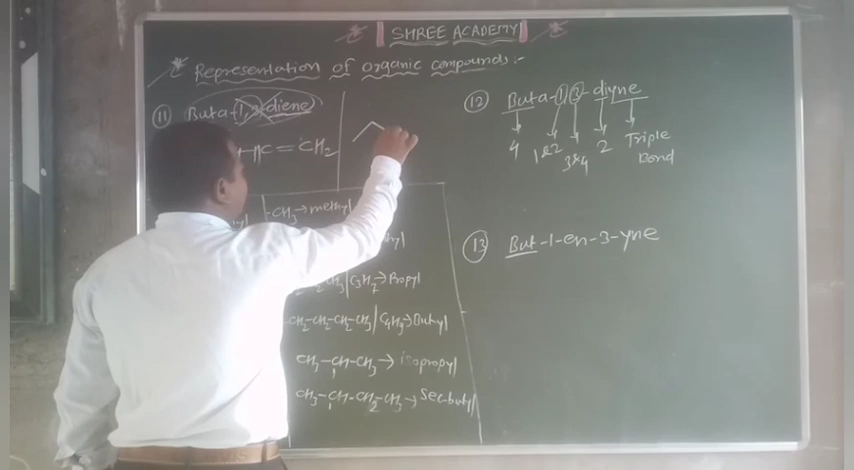 SHREE ACADEMY
Representation of organic compounds:-
11 Buta-1,3-diene
HC=CH2
-CH3→methyl
CH3|C3H7→Propyl
CH2-CH2-CH2-CH3|C4H9→Butyl
CH3-CH-CH3→isopropyl
CH3-CH-CH2-CH3→Sec-butyl
12 Buta-1,3-diyne
4 1&2 3&4 2 Triple
Bond
13 But-1-en-3-yne